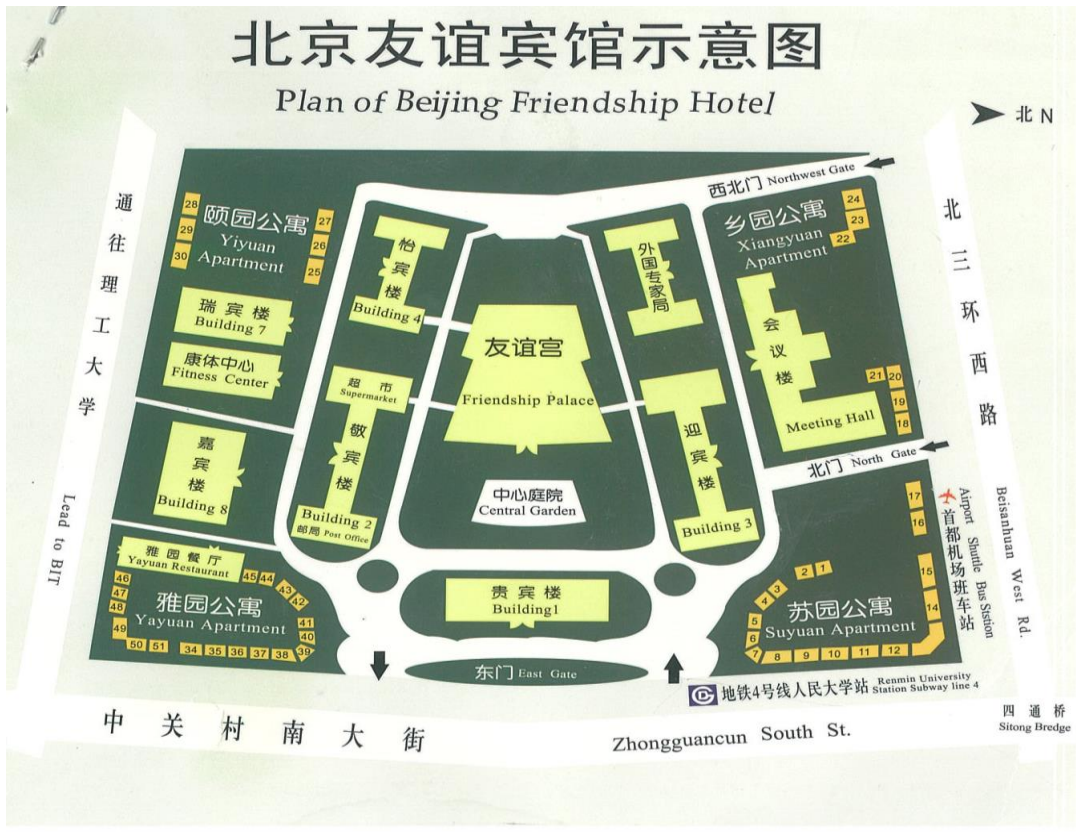 北京友谊宾馆示意图
Plan of Beijing Friendship Hotel
北 N
西北门 Northwest Gate
通往理工大学
Lead to BIT
北三环西路
Beisanhuan West Rd.
28
29
30
颐园公寓
Yiyuan
Apartment
27
26
25
怡宾楼
Building 4
外国专家局
乡园公寓
Xiangyuan
Apartment
24
23
22
瑞宾楼
Building 7
康体中心
Fitness Center
友谊宫
Friendship Palace
会议楼
Meeting Hall
21
20
19
18
超市
Supermarket
敬宾楼
Building 2
邮局 Post Office
迎宾楼
Building 3
嘉宾楼
Building 8
中心庭院
Central Garden
北门 North Gate
17
16
15
14
首都机场班车站
Airport Shuttle Bus Sstion
雅园餐厅
Yayuan Restaurant
45
44
43
42
46
47
48
49
雅园公寓
Yayuan Apartment
41
40
39
50
51
34
35
36
37
38
贵宾楼
Building1
2
1
3
4
5
6
7
苏园公寓
Suyuan Apartment
8
9
10
11
12
东门 East Gate
地铁4号线人民大学站
Renmin University
Station Subway line 4
四通桥
Sitong Bredge
中关村南大街
Zhongguancun South St.